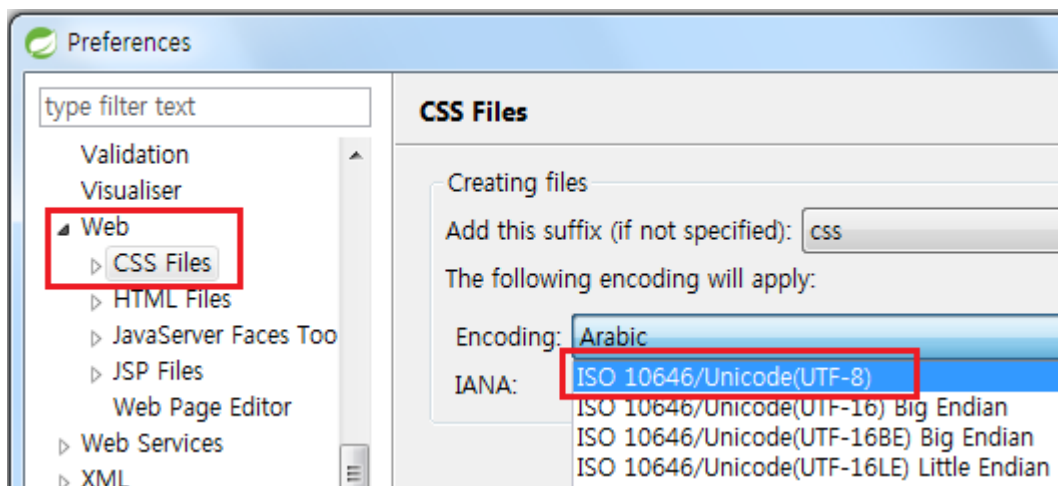 Preferences
type filter text
Validation
Visualiser
Web
CSS Files
HTML Files
JavaServer Faces Too
JSP Files
Web Page Editor
Web Services
XML
CSS Files
Creating files
Add this suffix (if not specified): css
The following encoding will apply:
Encoding: Arabic
IANA:
ISO 10646/Unicode(UTF-8)
ISO 10646/Unicode(UTF-16) Big Endian
ISO 10646/Unicode(UTF-16BE) Big Endian
ISO 10646/Unicode(UTF-16LE) Little Endian